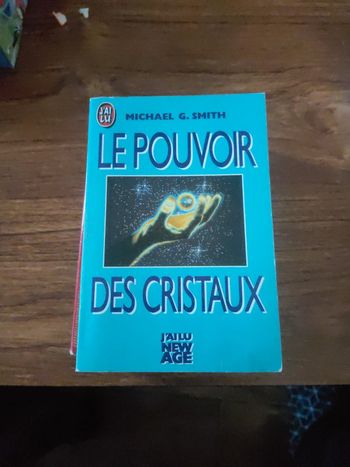 J'AI
LU
MICHAEL G. SMITH
LE POUVOIR
DES CRISTAUX
J'AI LU
NEW
AGE